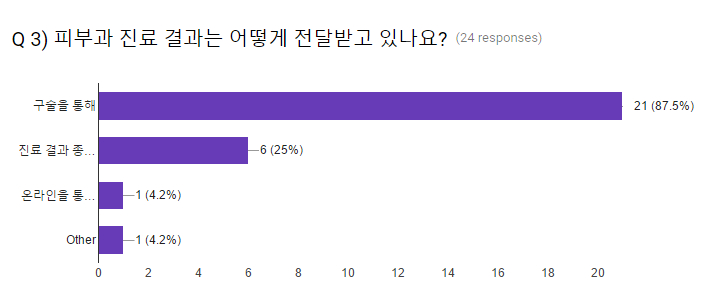 Q 3) 피부과 진료 결과는 어떻게 전달받고 있나요? (24 responses)
구술을 통해 21 (87.5%)
진료 결과 종... 6 (25%)
온라인을 통... 1 (4.2%)
Other 1 (4.2%)
0 2 4 6 8 10 12 14 16 18 20